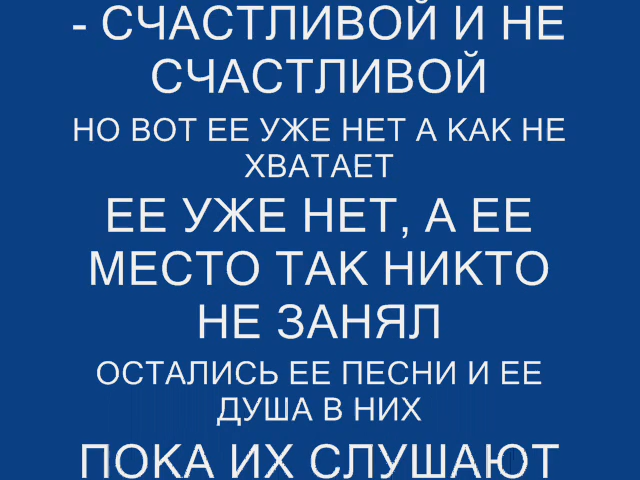 - СЧАСТЛИВОЙ И НЕ
СЧАСТЛИВОЙ
НО ВОТ ЕЕ УЖЕ НЕТ А КАК НЕ
ХВАТАЕТ
ЕЕ УЖЕ НЕТ, А ЕЕ
МЕСТО ТАК НИКТО
НЕ ЗАНЯЛ
ОСТАЛИСЬ ЕЕ ПЕСНИ И ЕЕ
ДУША В НИХ
ПОКА ИХ СЛУШАЮТ